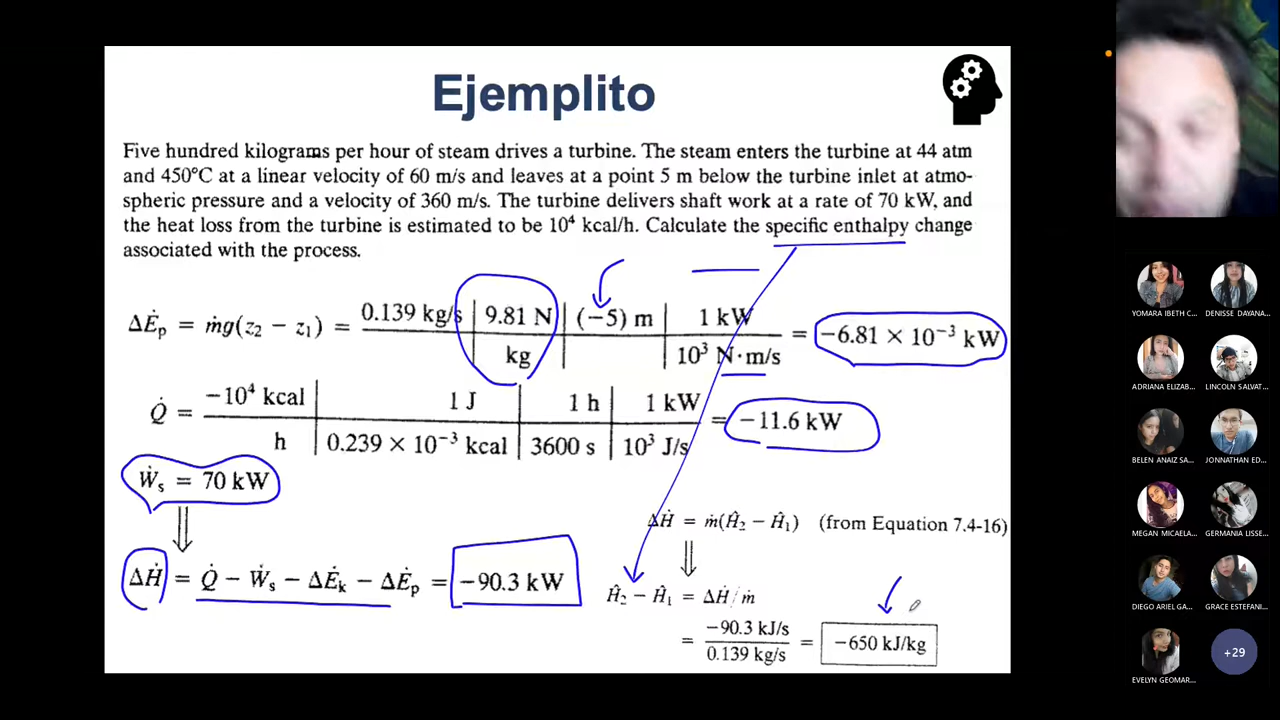 Ejemplito
Five hundred kilograms per hour of steam drives a turbine. The steam enters the turbine at 44 atm
and 450°C at a linear velocity of 60 m/s and leaves at a point 5 m below the turbine inlet at atmo-
spheric pressure and a velocity of 360 m/s. The turbine delivers shaft work at a rate of 70 kW, and
the heat loss from the turbine is estimated to be 10⁴ kcal/h. Calculate the specific enthalpy change
associated with the process.
ΔĖₚ = ṁg(z₂ − z₁) = 0.139 kg/s | 9.81 N | (−5) m | 1 kW = −6.81 × 10⁻³ kW
kg | 10³ N·m/s
Q̇ = −10⁴ kcal | 1 J | 1 h | 1 kW = −11.6 kW
h | 0.239 × 10⁻³ kcal | 3600 s | 10³ J/s
Ẇₛ = 70 kW
ΔḢ = ṁ(Ĥ₂ − Ĥ₁) (from Equation 7.4-16)
ΔḢ = Q̇ − Ẇₛ − ΔĖₖ − ΔĖₚ = −90.3 kW
Ĥ₂ − Ĥ₁ = ΔḢ/ṁ
= −90.3 kJ/s
0.139 kg/s = −650 kJ/kg
YOMARA IBETH C...
DENISSE DAYANA...
ADRIANA ELIZAB...
LINCOLN SALVAT...
BELEN ANAIZ SA...
JONNATHAN ED...
MEGAN MICAELA...
GERMANIA LISSE...
DIEGO ARIEL GA...
GRACE ESTEFANI...
EVELYN GEOMAR...
+29